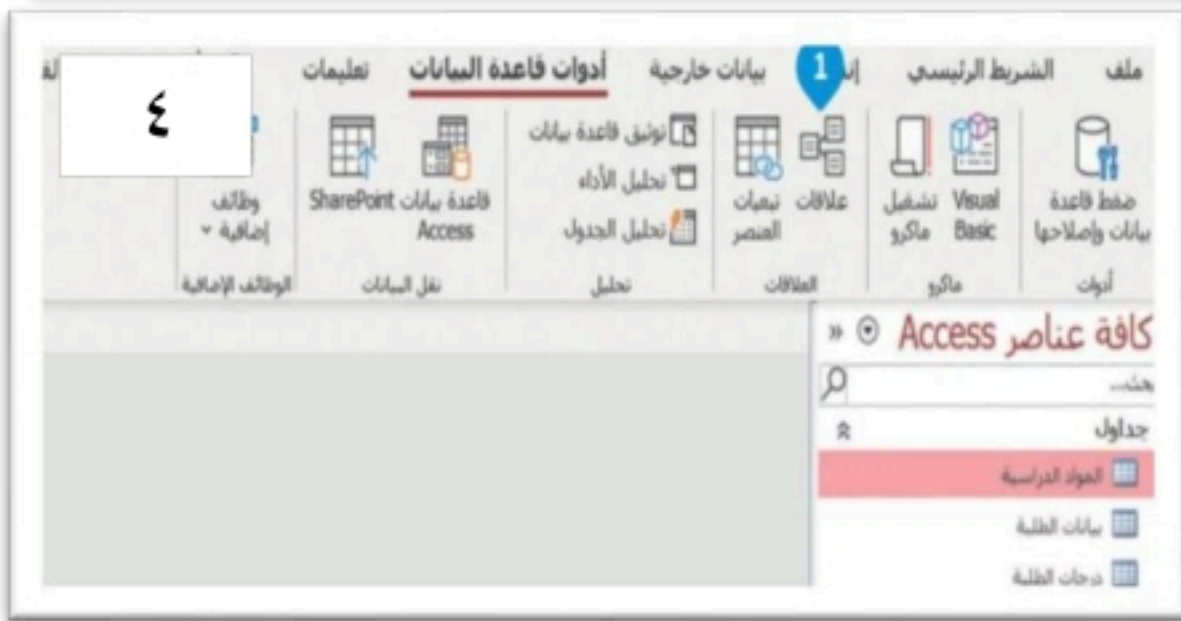 ملف الشريط الرئيسي 1 بيانات خارجية أدوات قاعدة البيانات تعليمات
٤
ضغط قاعدة بيانات وإصلاحها
Visual Basic
تشغيل ماكرو
علاقات
تبعيات العنصر
توثيق قاعدة بيانات
تحليل الأداء
تحليل الجدول
قاعدة بيانات Access
SharePoint
وظائف إضافية
أدوات ماكرو العلاقات تحليل نقل البيانات الوظائف الإضافية
كافة عناصر Access
بحث...
جداول
المواد الدراسية
بيانات الطلبة
درجات الطلبة